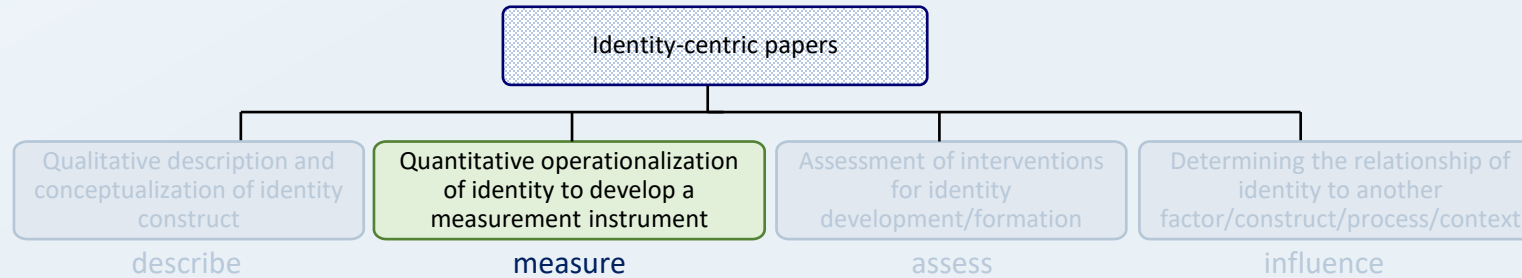 Identity-centric papers
Qualitative description and
conceptualization of identity
construct
Quantitative operationalization
of identity to develop a
measurement instrument
Assessment of interventions
for identity
development/formation
Determining the relationship of
identity to another
factor/construct/process/context
describe
measure
assess
influence